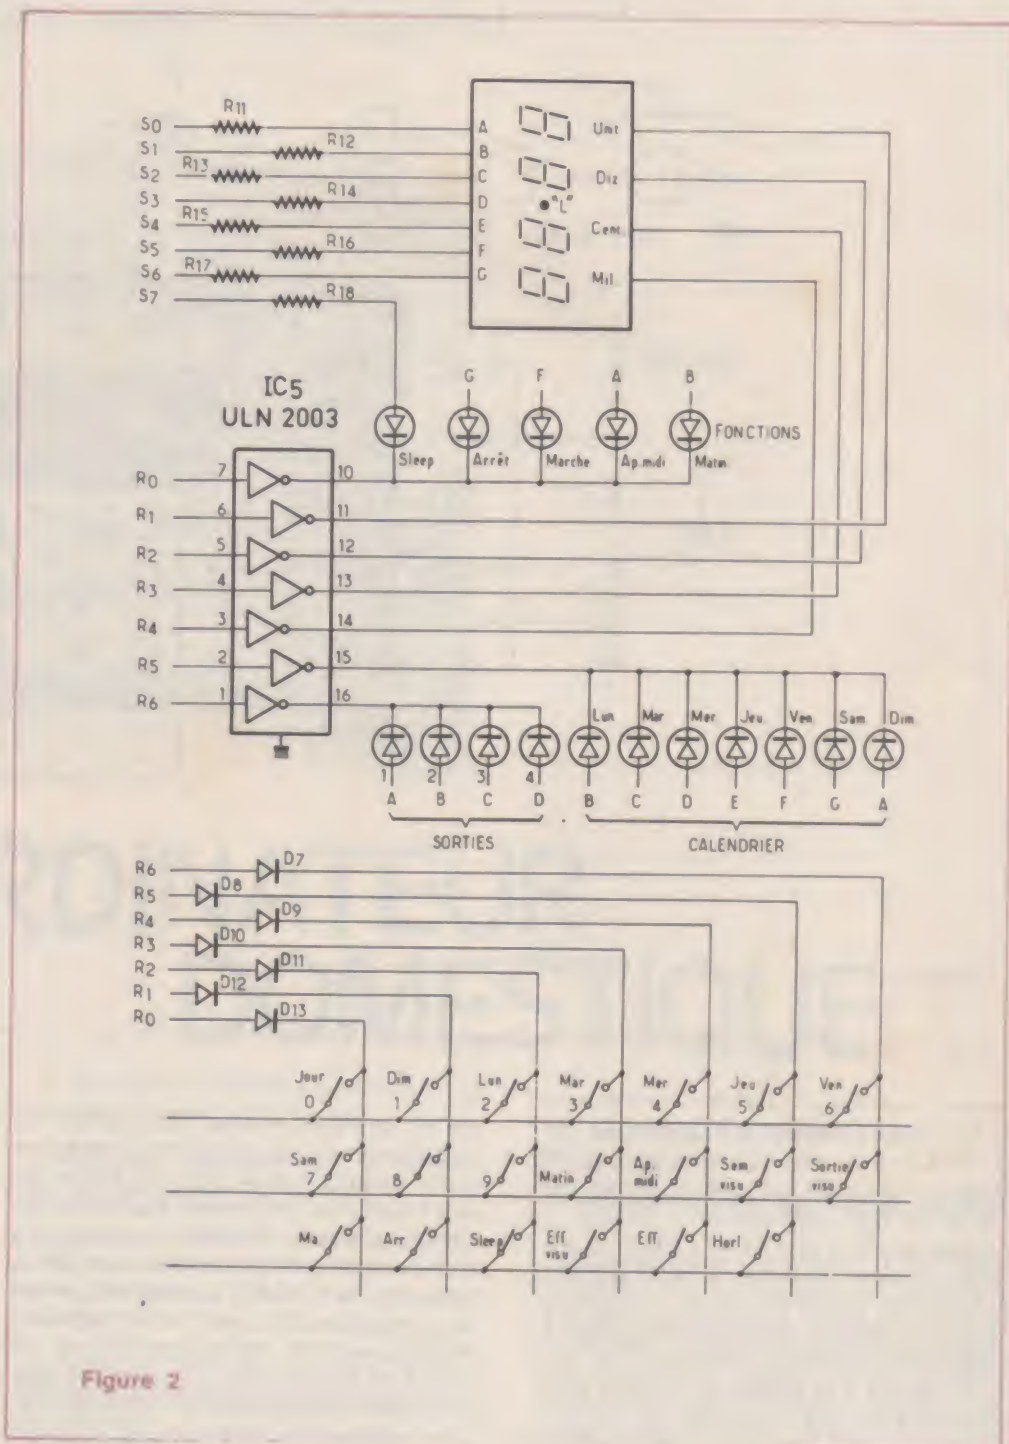 R11
S0
A
Unit
S1
R12
B
S2
R13
C
Diz
S3
R14
D
"L"
S4
R15
E
Cent.
S5
R16
F
S6
R17
G
Mil.
S7
R18
IC5
ULN 2003
G F A B
FONCTIONS
Sleep Arrêt Marche Ap.midi Matin
R0 7 10
R1 6 11
R2 5 12
R3 4 13
R4 3 14
R5 2 15
R6 1 16
Lun Mar Mer Jeu Ven Sam Dim
1 2 3 4
A B C D B C D E F G A
SORTIES CALENDRIER
R6 D7
R5 D8
R4 D9
R3 D10
R2 D11
R1 D12
R0 D13
Jour Dim Lun Mar Mer Jeu Ven
0 1 2 3 4 5 6
Sam Matin Ap. Sem Sortie
7 8 9 midi visu visu
Ma Arr Sleep Eff Eff. Horl
visu
Figure 2